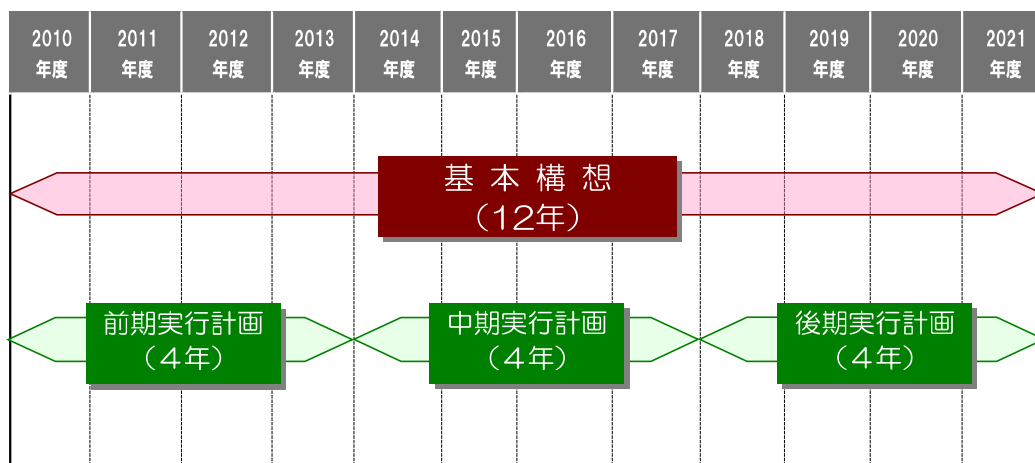 2010 2011 2012 2013 2014 2015 2016 2017 2018 2019 2020 2021
年度 年度 年度 年度 年度 年度 年度 年度 年度 年度 年度 年度
基本構想
（12年）
前期実行計画
（4年）
中期実行計画
（4年）
後期実行計画
（4年）